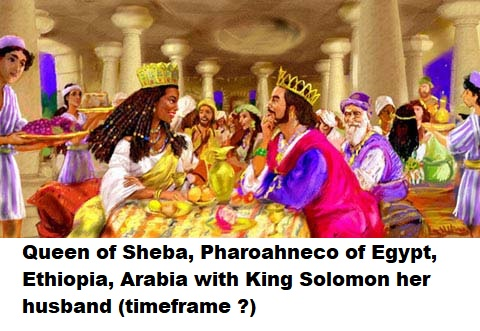 Queen of Sheba, Pharoahneco of Egypt,
Ethiopia, Arabia with King Solomon her
husband (timeframe ?)